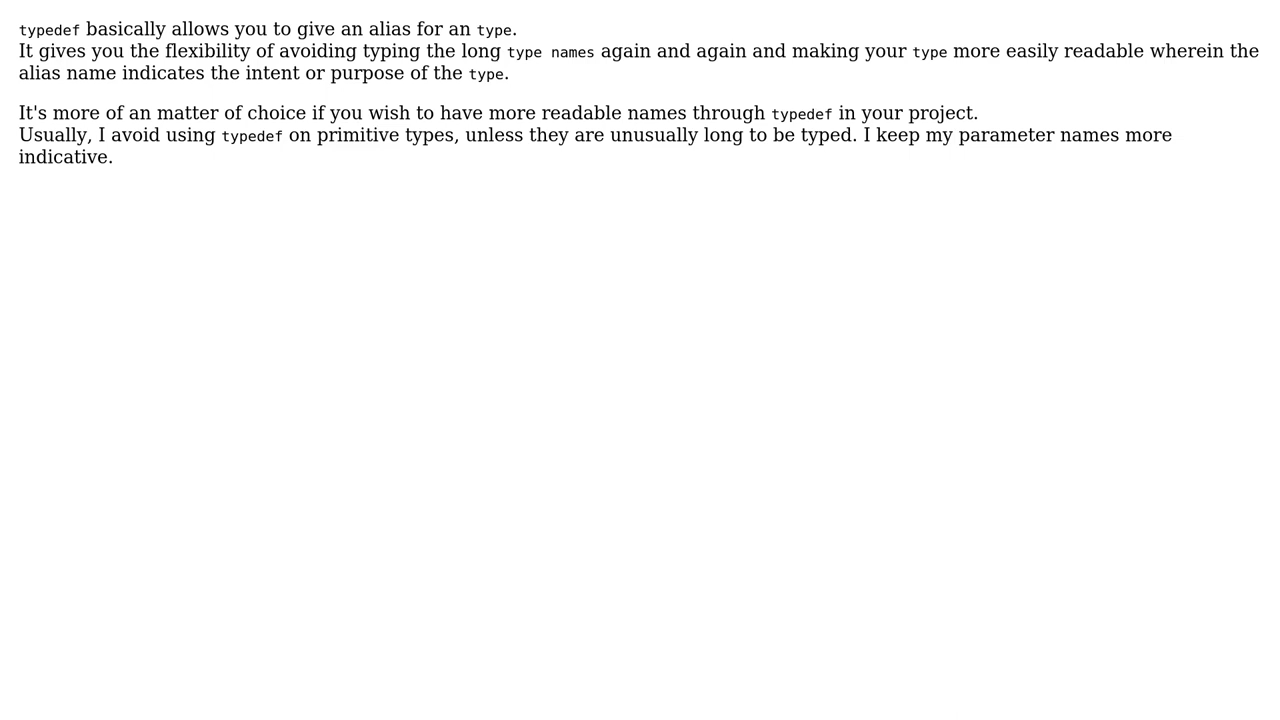 typedef basically allows you to give an alias for an type.
It gives you the flexibility of avoiding typing the long type names again and again and making your type more easily readable wherein the
alias name indicates the intent or purpose of the type.
It's more of an matter of choice if you wish to have more readable names through typedef in your project.
Usually, I avoid using typedef on primitive types, unless they are unusually long to be typed. I keep my parameter names more
indicative.